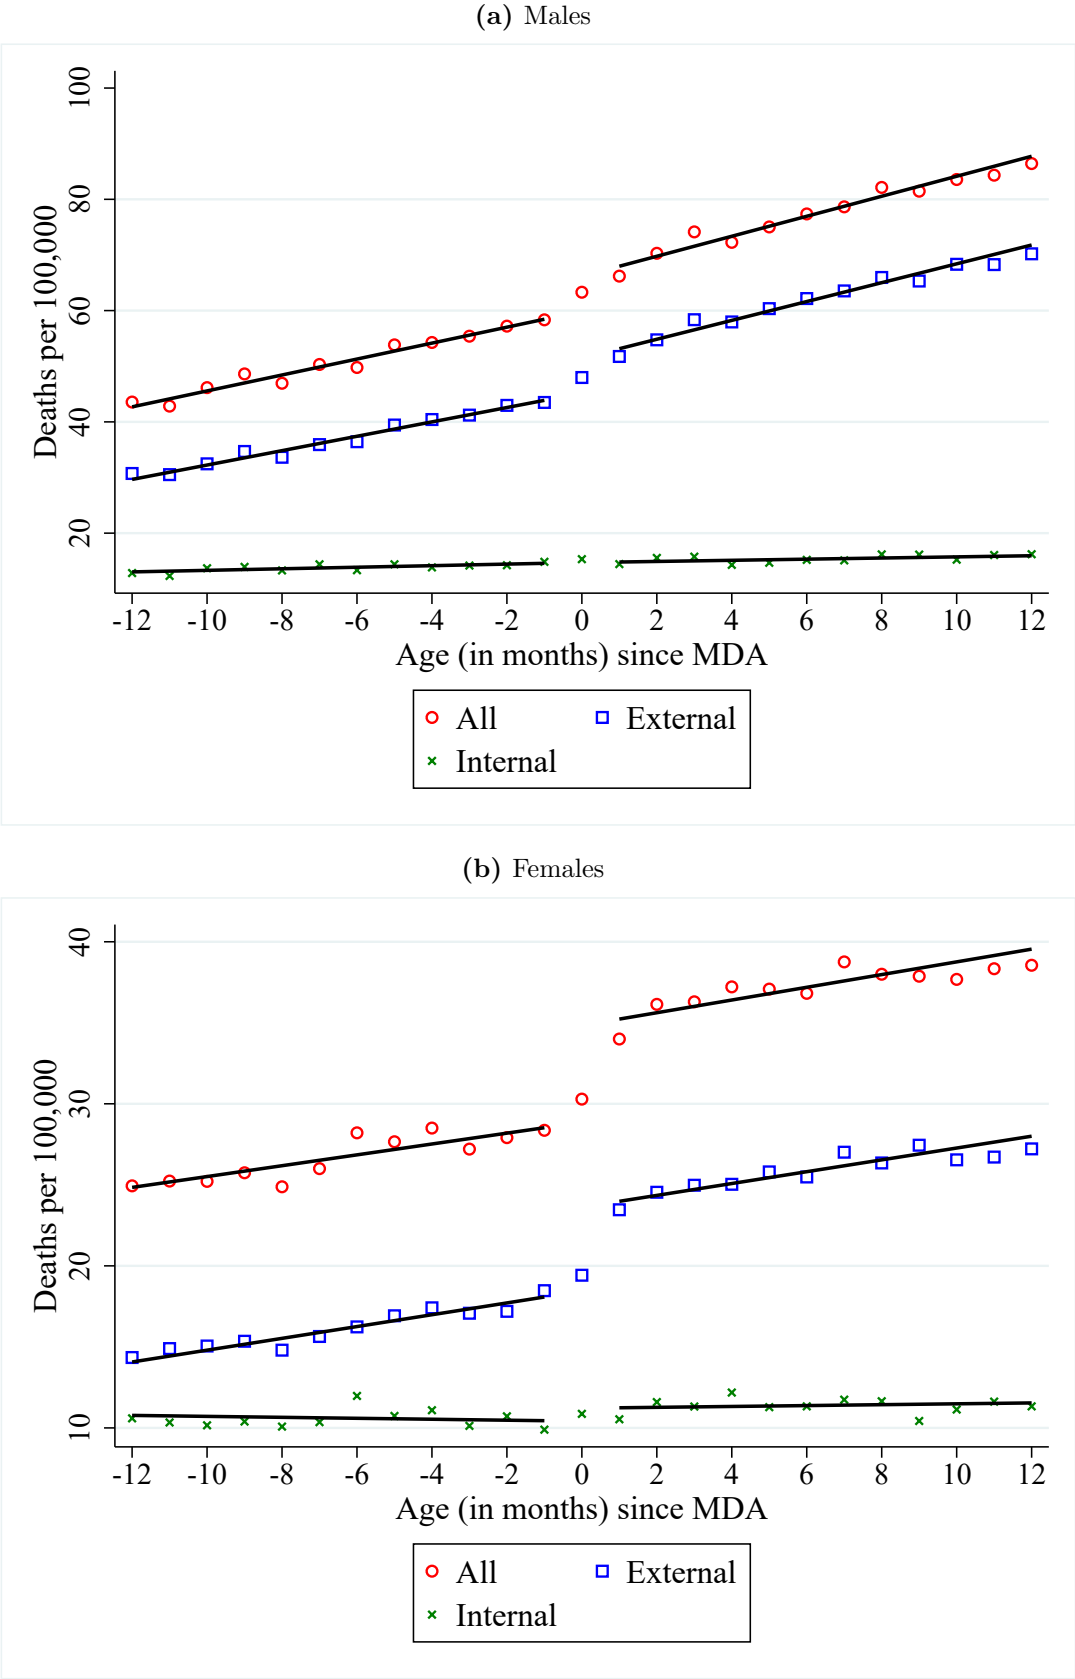 (a) Males
Deaths per 100,000
100
80
60
40
20
-12 -10 -8 -6 -4 -2 0 2 4 6 8 10 12
Age (in months) since MDA
All External
Internal
(b) Females
Deaths per 100,000
40
30
20
10
-12 -10 -8 -6 -4 -2 0 2 4 6 8 10 12
Age (in months) since MDA
All External
Internal